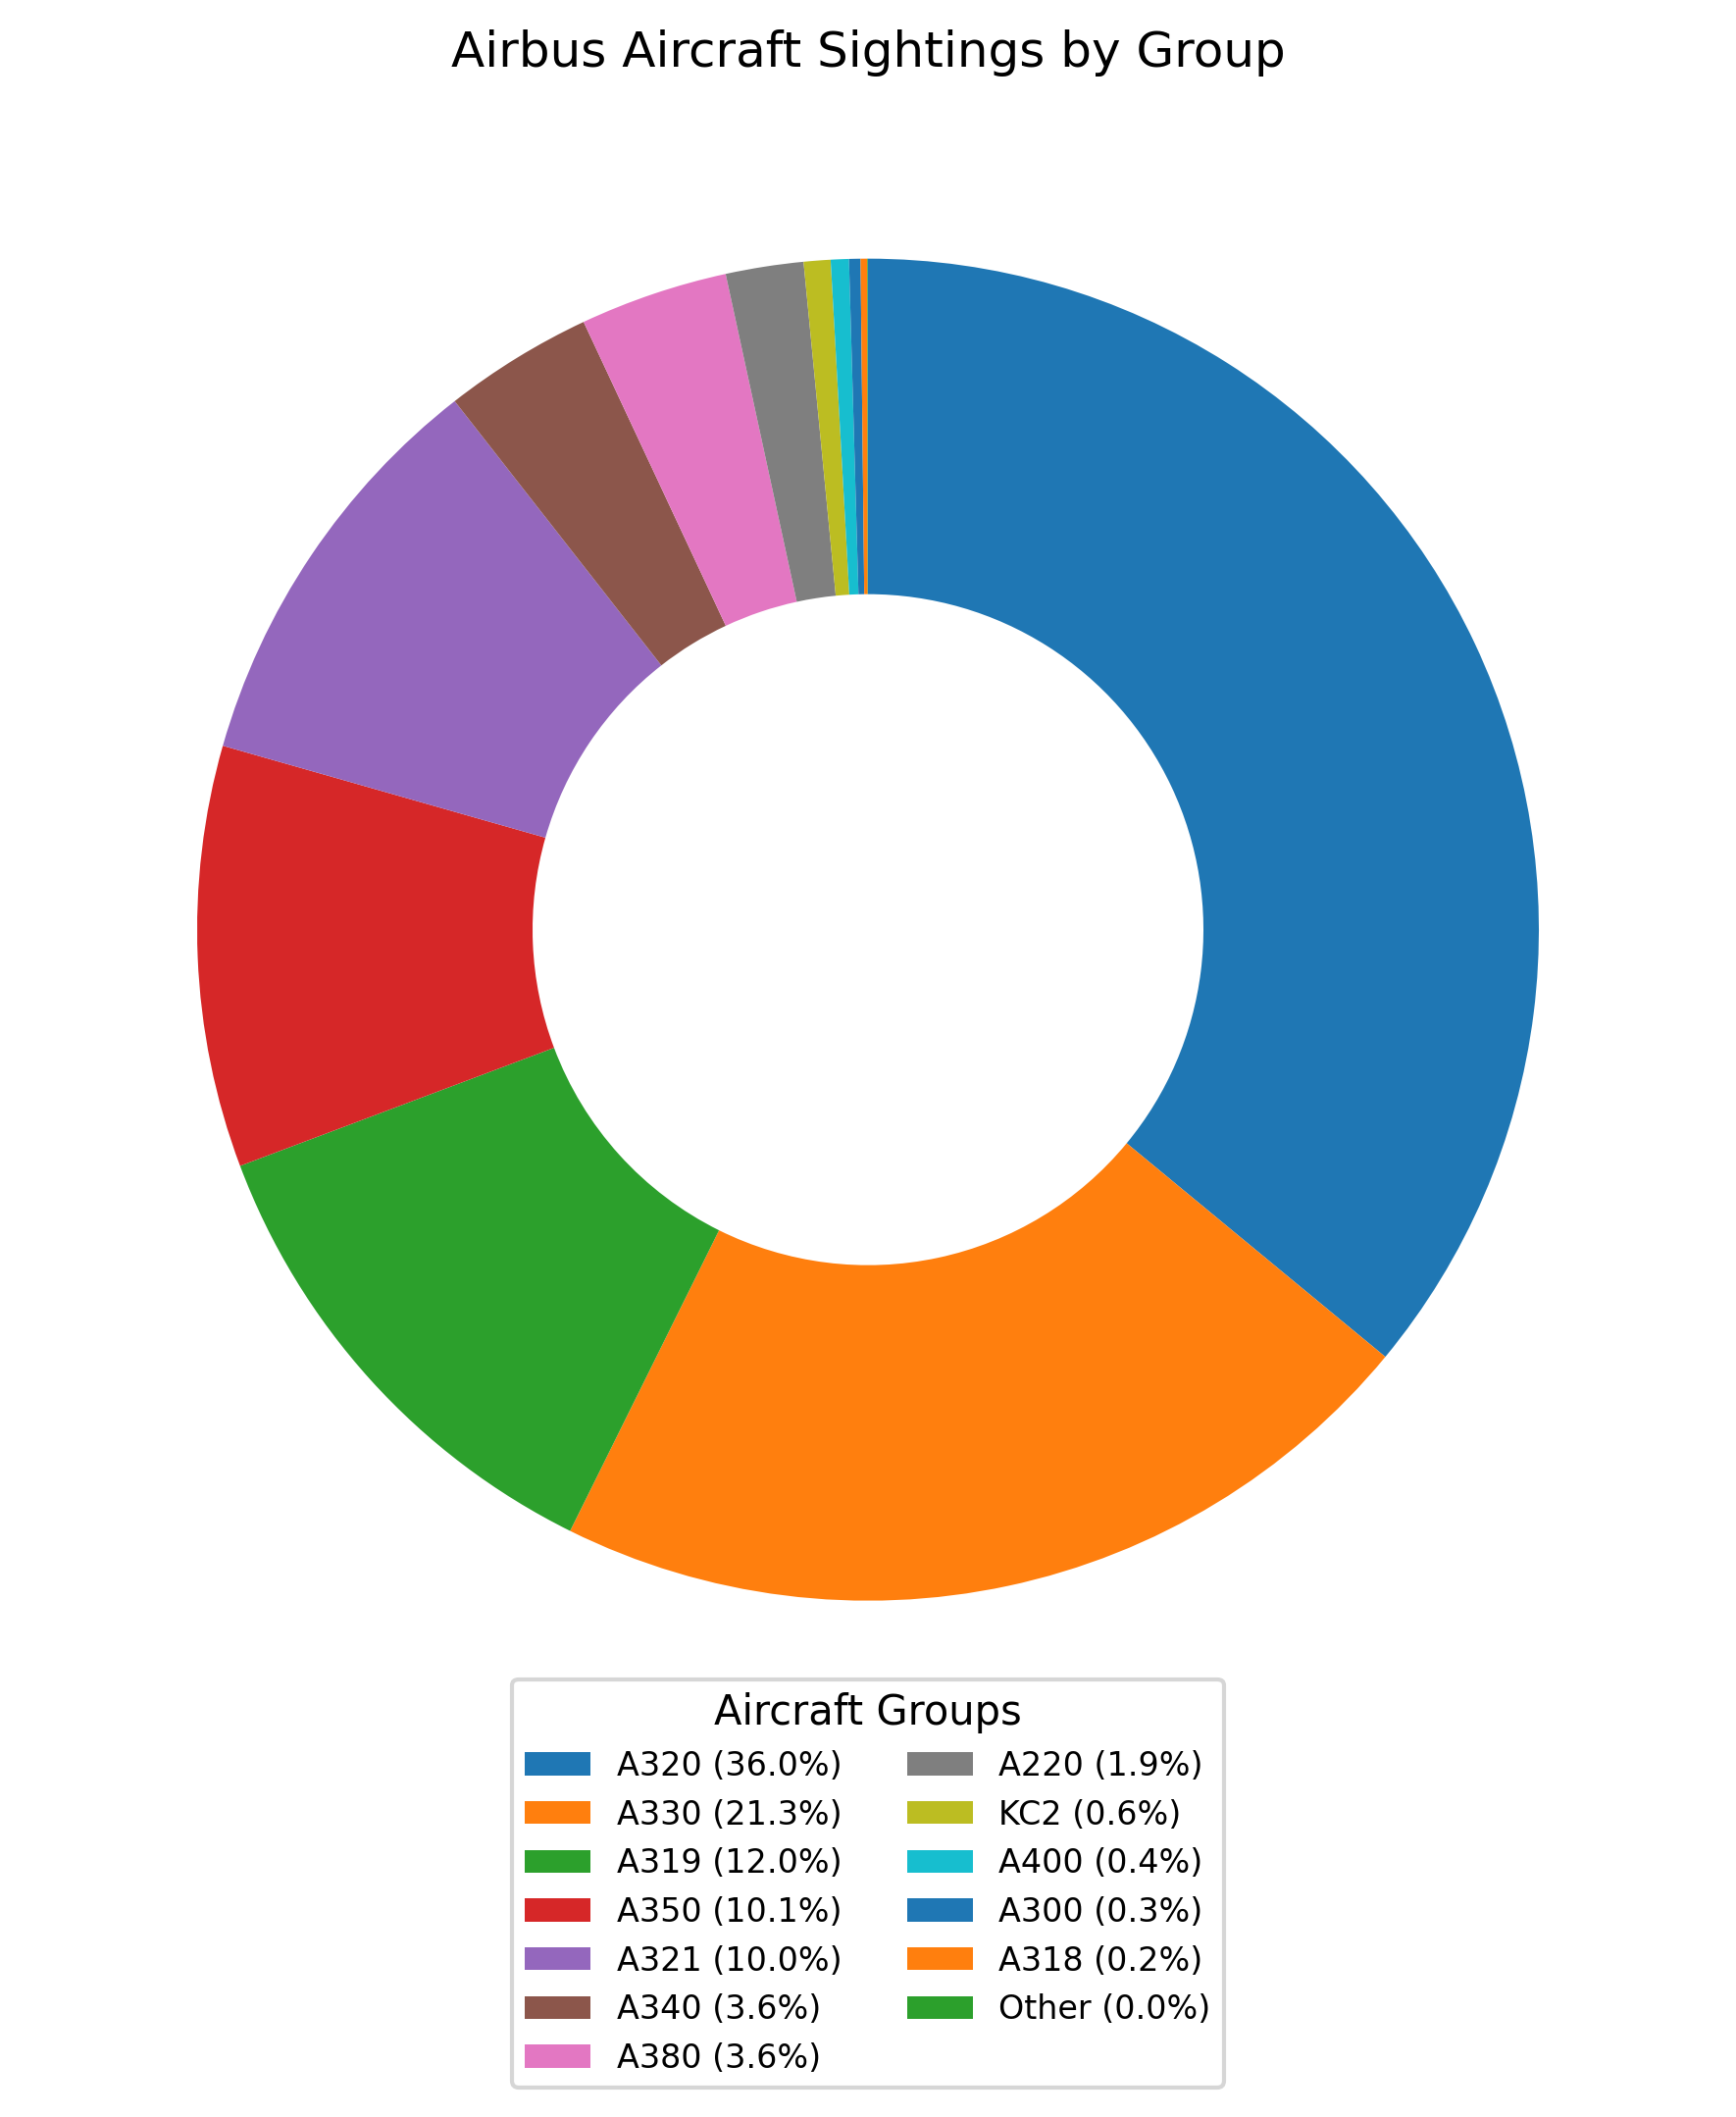 Airbus Aircraft Sightings by Group
Aircraft Groups
A320 (36.0%)
A330 (21.3%)
A319 (12.0%)
A350 (10.1%)
A321 (10.0%)
A340 (3.6%)
A380 (3.6%)
A220 (1.9%)
KC2 (0.6%)
A400 (0.4%)
A300 (0.3%)
A318 (0.2%)
Other (0.0%)